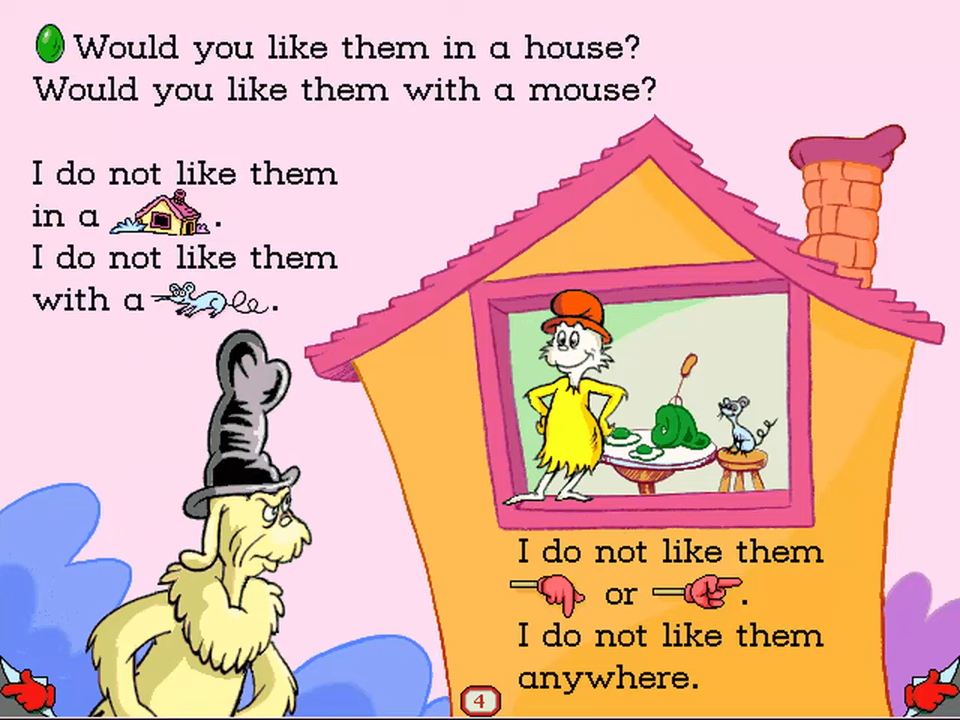 Would you like them in a house?
Would you like them with a mouse?
I do not like them
in a .
I do not like them
with a .
I do not like them
or .
I do not like them
anywhere.
4